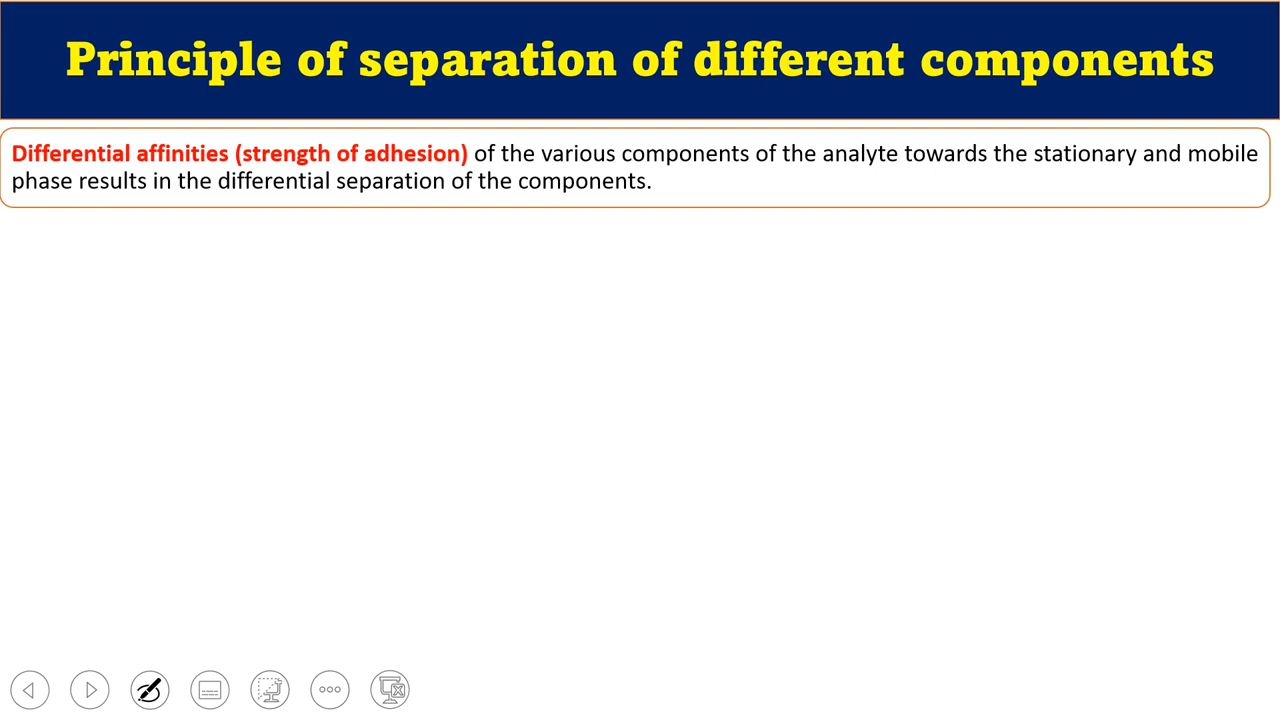 Principle of separation of different components
Differential affinities (strength of adhesion) of the various components of the analyte towards the stationary and mobile
phase results in the differential separation of the components.